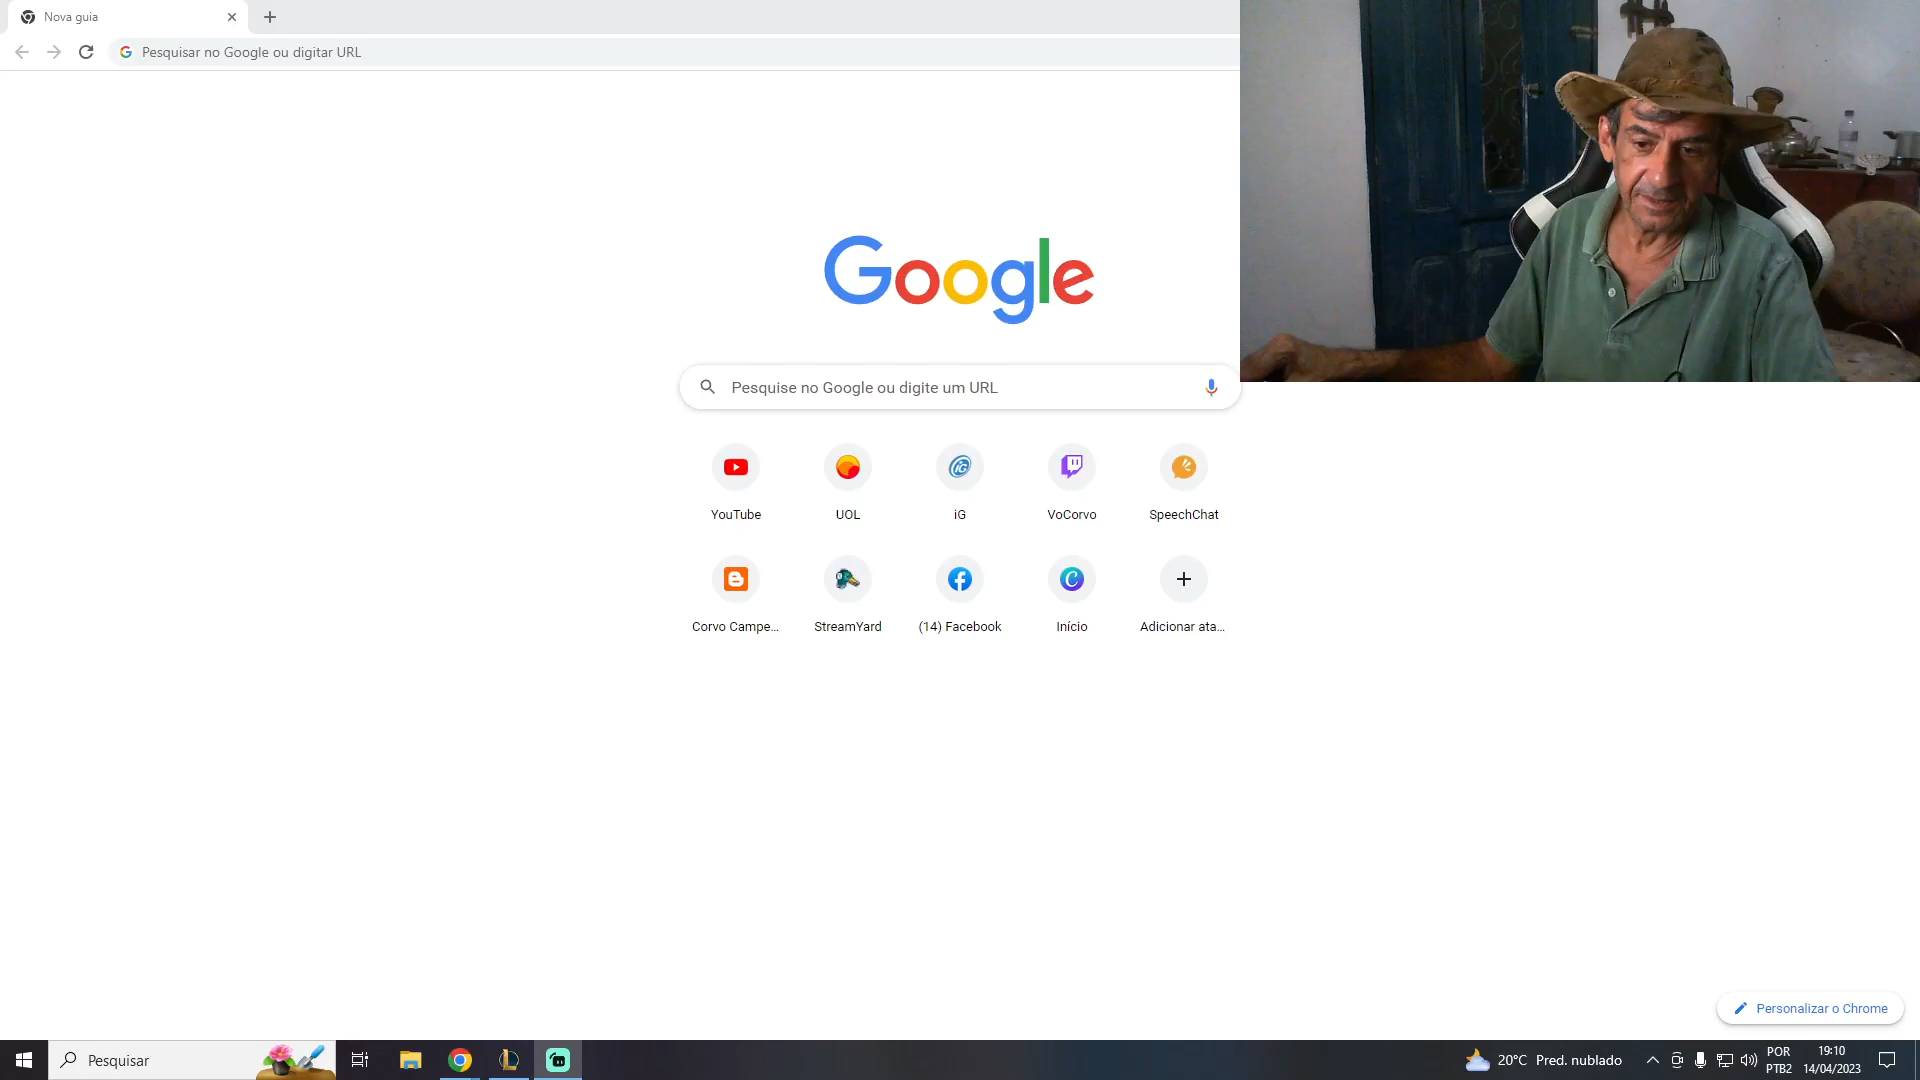 Nova guia
Pesquisar no Google ou digitar URL
Google
Pesquise no Google ou digite um URL
YouTube
UOL
iG
VoCorvo
SpeechChat
Corvo Campe...
StreamYard
(14) Facebook
Início
Adicionar ata...
Personalizar o Chrome
Pesquisar
20°C Pred. nublado
POR
PTB2
19:10
14/04/2023